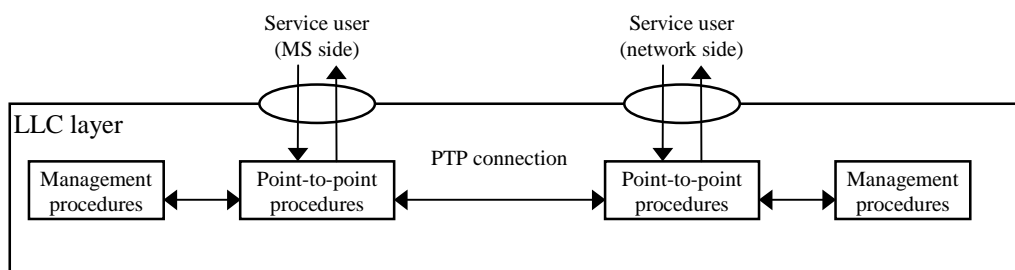 Service user
(MS side)
Service user
(network side)
LLC layer
PTP connection
Management
procedures
Point-to-point
procedures
Point-to-point
procedures
Management
procedures